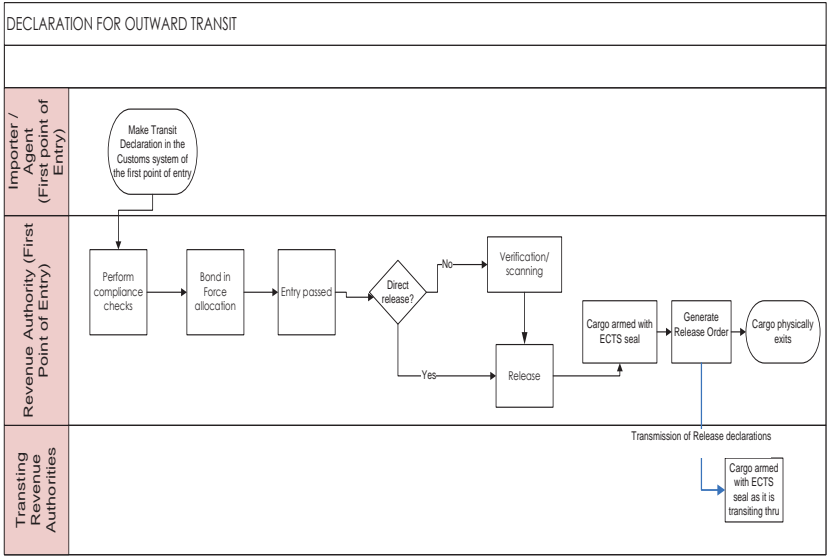 DECLARATION FOR OUTWARD TRANSIT
Importer /
Agent
(First point of
Entry)
Make Transit
Declaration in the
Customs system of
the first point of entry
Revenue Authority (First
Point of Entry)
Perform
compliance
checks
Bond in
Force
allocation
Entry passed
Direct
release?
No
Yes
Verification/
scanning
Release
Cargo armed with
ECTS seal
Generate
Release Order
Cargo physically
exits
Transting
Revenue
Authorities
Transmission of Release declarations
Cargo armed
with ECTS
seal as it is
transiting thru